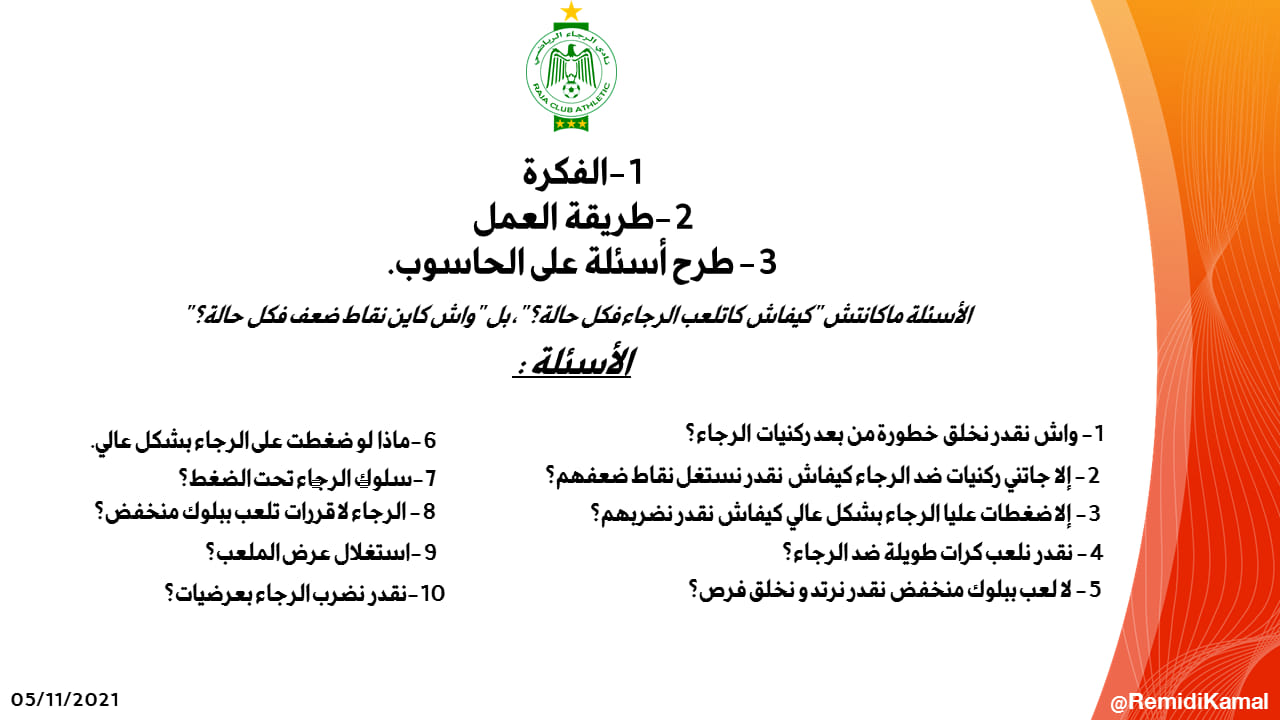 نادي الرجاء الرياضي
RAJA CLUB ATHLETIC
1-الفكرة
2-طريقة العمل
3- طرح أسئلة على الحاسوب.
الأسئلة ماكانتش"كيفاش كاتلعب الرجاء فكل حالة؟"، بل"واش كاين نقاط ضعف فكل حالة؟"
الأسئلة :
1- واش نقدر نخلق خطورة من بعد ركنيات الرجاء؟
2- إلا جاتني ركنيات ضد الرجاء كيفاش نقدر نستغل نقاط ضعفهم؟
3- إلا ضغطات عليا الرجاء بشكل عالي كيفاش نقدر نضربهم؟
4- نقدر نلعب كرات طويلة ضد الرجاء؟
5- لا لعب ببلوك منخفض نقدر نرتد و نخلق فرص؟
6-ماذا لو ضغطت على الرجاء بشكل عالي.
7-سلوك الرجاء تحت الضغط؟
8- الرجاء لا قررات تلعب ببلوك منخفض؟
9-استغلال عرض الملعب؟
10-نقدر نضرب الرجاء بعرضيات؟
05/11/2021
@RemidiKamal